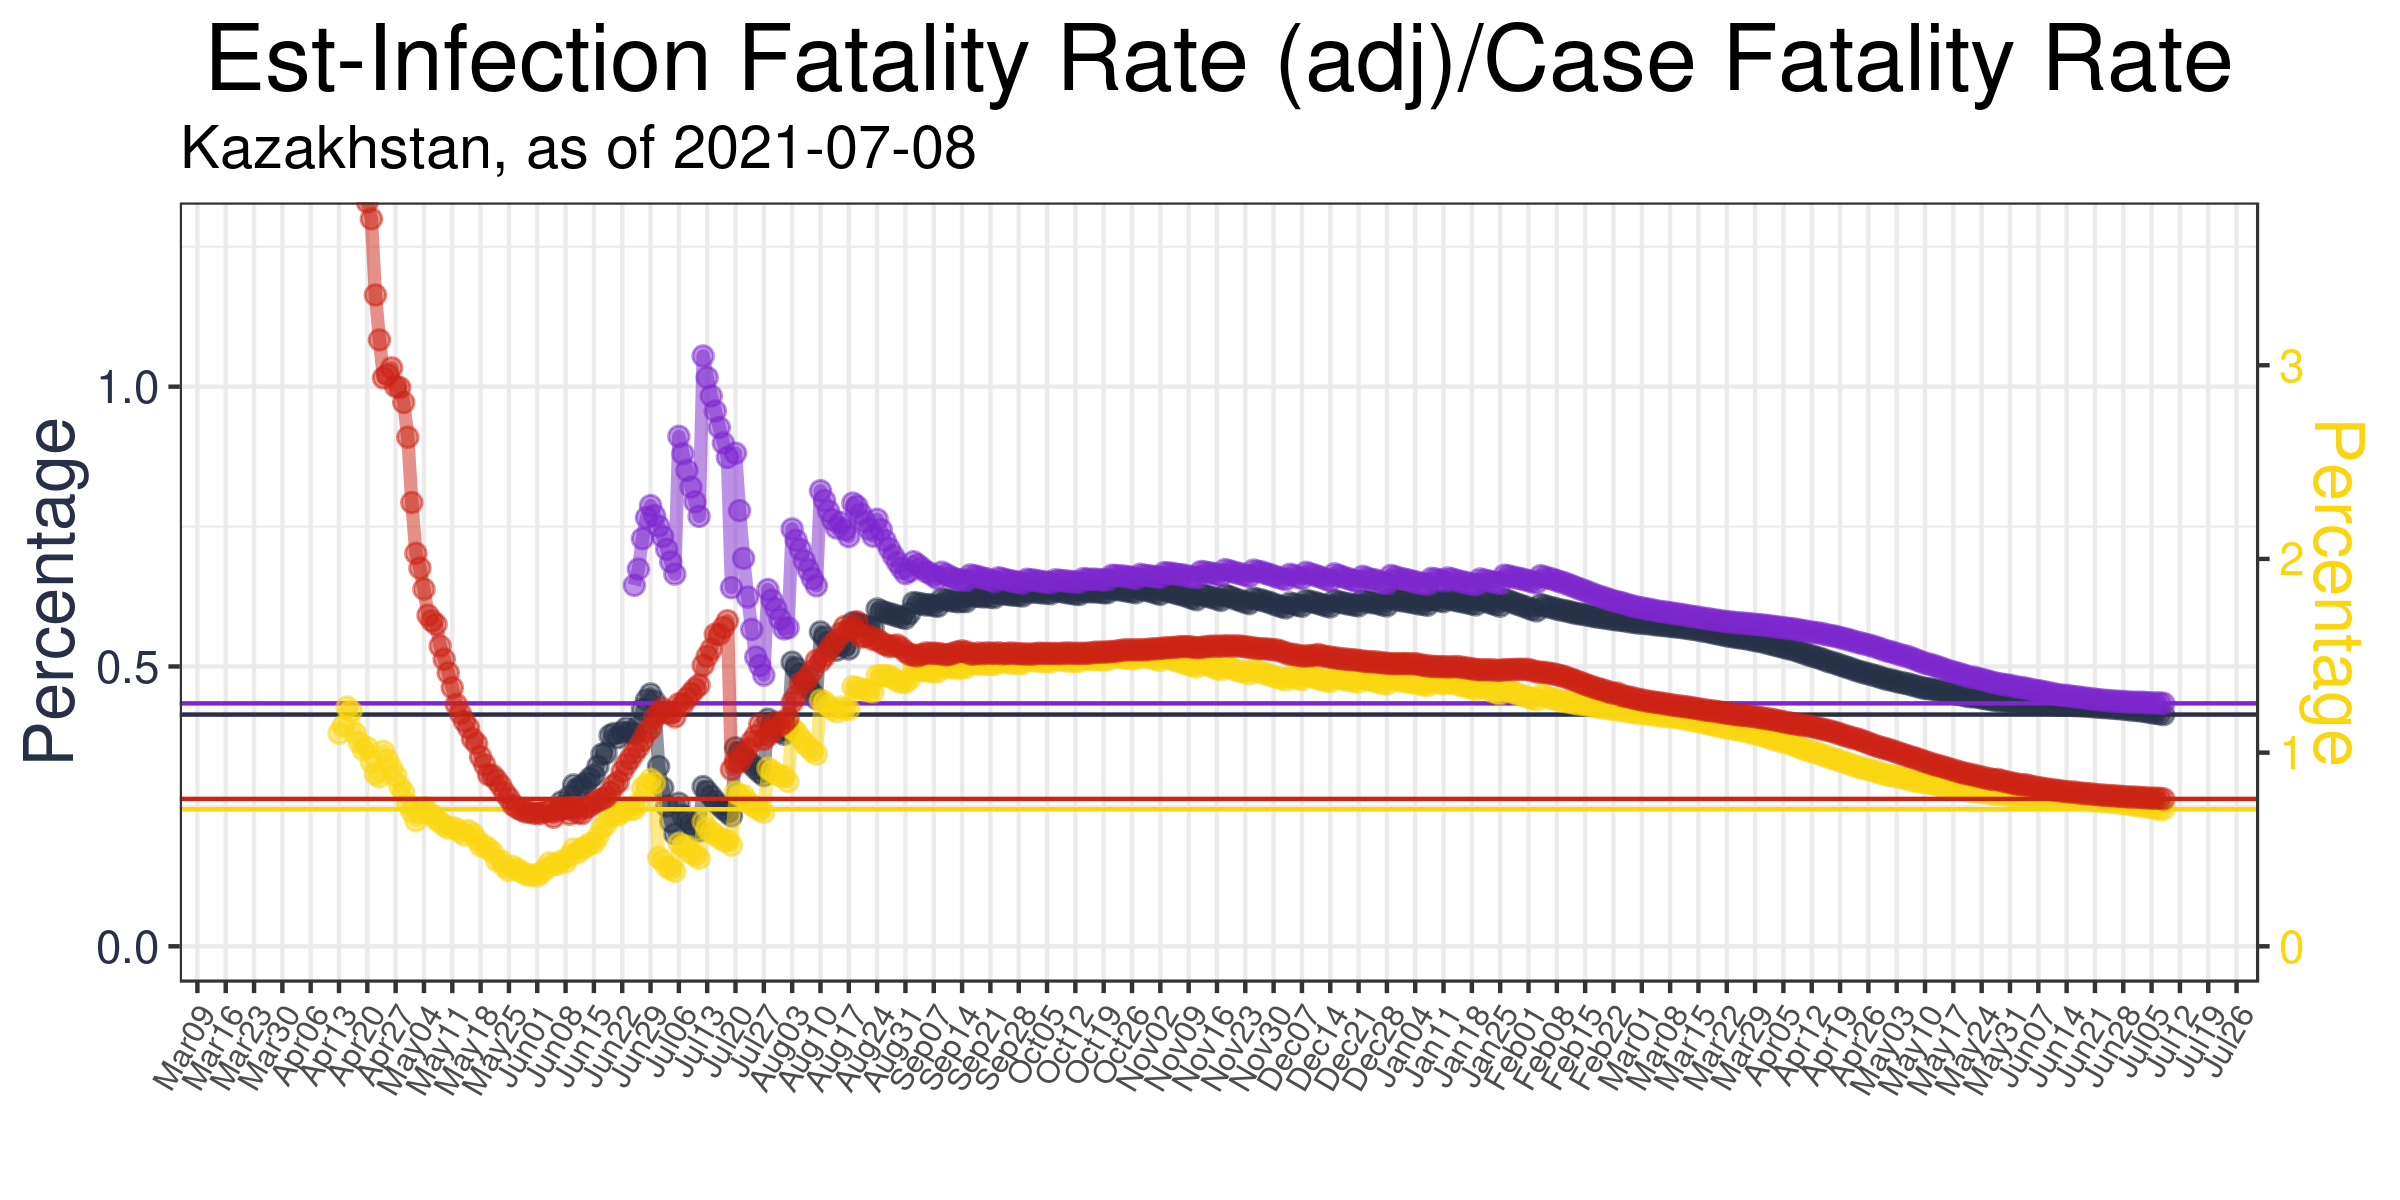 Est-Infection Fatality Rate (adj)/Case Fatality Rate
Kazakhstan, as of 2021-07-08
Percentage
1.0
0.5
0.0
3
2
1
0
Percentage
Mar09
Mar16
Mar23
Mar30
Apr06
Apr13
Apr20
Apr27
May04
May11
May18
May25
Jun01
Jun08
Jun15
Jun22
Jun29
Jul06
Jul13
Jul20
Jul27
Aug03
Aug10
Aug17
Aug24
Aug31
Sep07
Sep14
Sep21
Sep28
Oct05
Oct12
Oct19
Oct26
Nov02
Nov09
Nov16
Nov23
Nov30
Dec07
Dec14
Dec21
Dec28
Jan04
Jan11
Jan18
Jan25
Feb01
Feb08
Feb15
Feb22
Mar01
Mar08
Mar15
Mar22
Mar29
Apr05
Apr12
Apr19
Apr26
May03
May10
May17
May24
May31
Jun07
Jun14
Jun21
Jun28
Jul05
Jul12
Jul19
Jul26